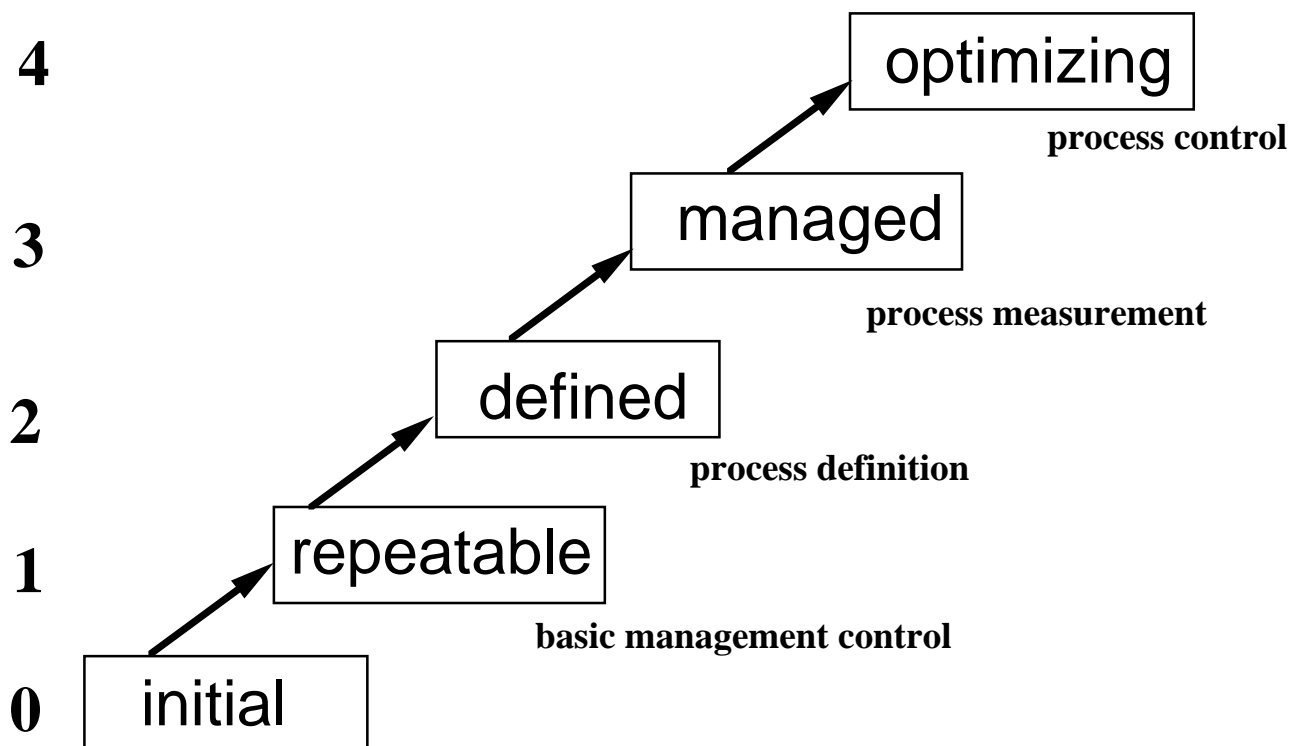 4
optimizing
process control
3
managed
process measurement
2
defined
process definition
1
repeatable
basic management control
0
initial